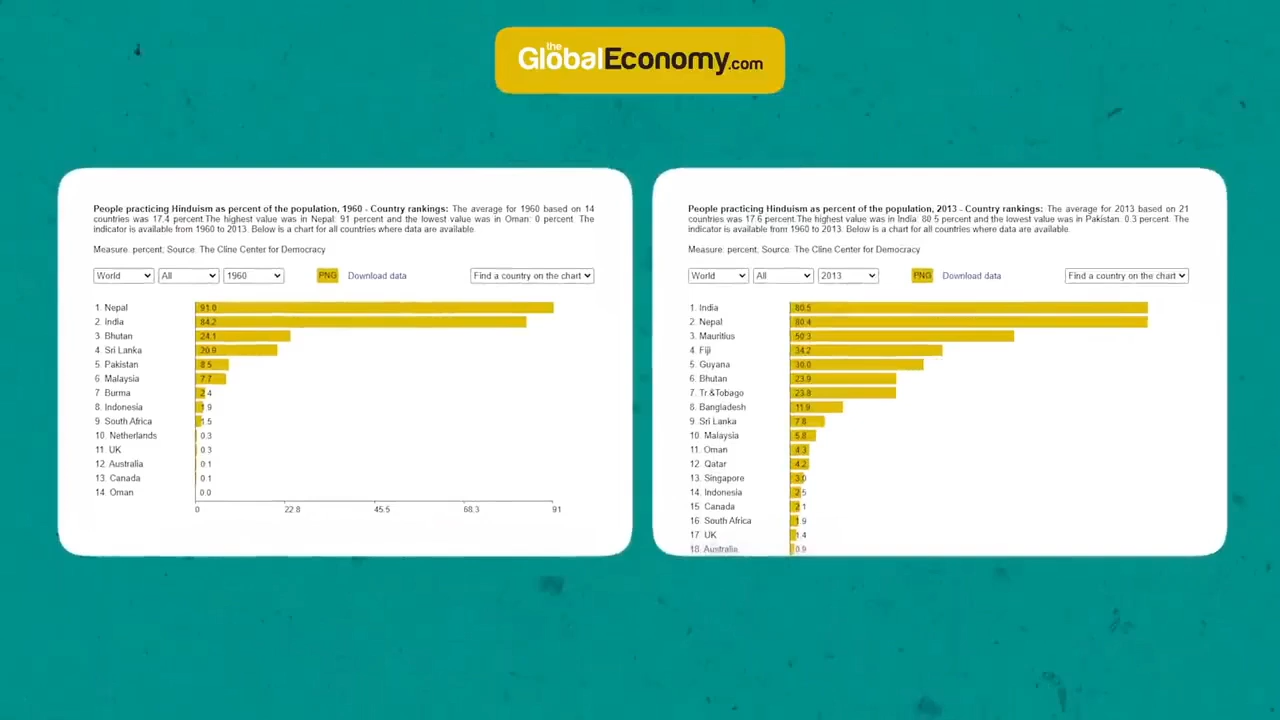 the
GlobalEconomy.com
People practicing Hinduism as percent of the population, 1960 - Country rankings: The average for 1960 based on 14
countries was 17.4 percent.The highest value was in Nepal: 91 percent and the lowest value was in Oman: 0 percent. The
indicator is available from 1960 to 2013. Below is a chart for all countries where data are available.
Measure: percent; Source: The Cline Center for Democracy
World All 1960 PNG Download data Find a country on the chart
1. Nepal 91.0
2. India 84.2
3. Bhutan 24.1
4. Sri Lanka 20.9
5. Pakistan 8.5
6. Malaysia 7.7
7. Burma 2.4
8. Indonesia 1.9
9. South Africa 1.5
10. Netherlands 0.3
11. UK 0.3
12. Australia 0.1
13. Canada 0.1
14. Oman 0.0
0 22.8 45.5 68.3 91
People practicing Hinduism as percent of the population, 2013 - Country rankings: The average for 2013 based on 21
countries was 17.6 percent.The highest value was in India: 80.5 percent and the lowest value was in Pakistan: 0.3 percent. The
indicator is available from 1960 to 2013. Below is a chart for all countries where data are available.
Measure: percent; Source: The Cline Center for Democracy
World All 2013 PNG Download data Find a country on the chart
1. India 80.5
2. Nepal 80.4
3. Mauritius 50.3
4. Fiji 34.2
5. Guyana 30.0
6. Bhutan 23.9
7. Tr.&Tobago 23.8
8. Bangladesh 11.9
9. Sri Lanka 7.8
10. Malaysia 5.8
11. Oman 4.3
12. Qatar 4.2
13. Singapore 3.0
14. Indonesia 2.5
15. Canada 2.1
16. South Africa 1.9
17. UK 1.4
18. Australia 0.9